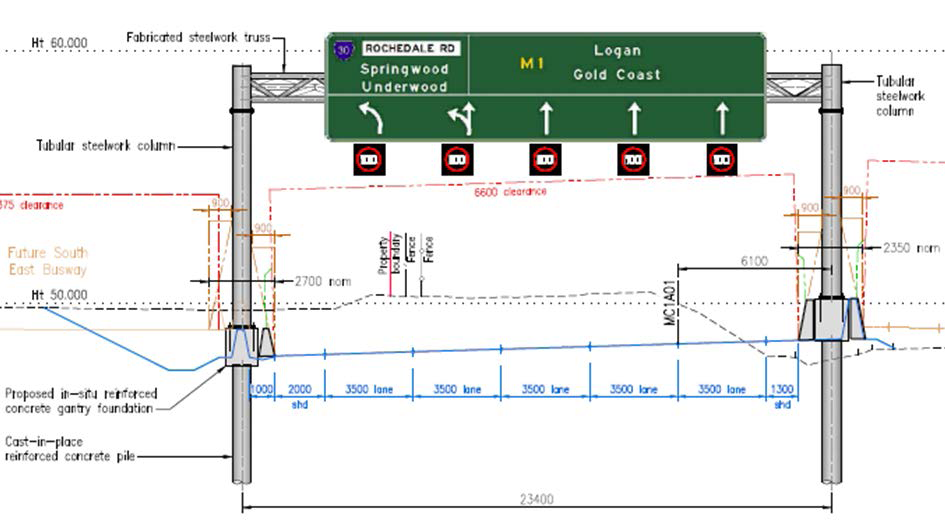 Ht 60.000
Fabricated steelwork truss
30
ROCHEDALE RD
Springwood
Underwood
M1
Logan
Gold Coast
Tubular
steelwork
column
Tubular steelwork column
100
100
100
100
100
6600 clearance
375 clearance
900
900
900
900
Future South
East Busway
Property
boundary
Fence
Fence
2700 nom
2350 nom
6100
Ht 50.000
MC1A01
1000
2000
shd
3500 lane
3500 lane
3500 lane
3500 lane
3500 lane
1300
shd
Proposed in-situ reinforced
concrete gantry foundation
Cast-in-place
reinforced concrete pile
23400